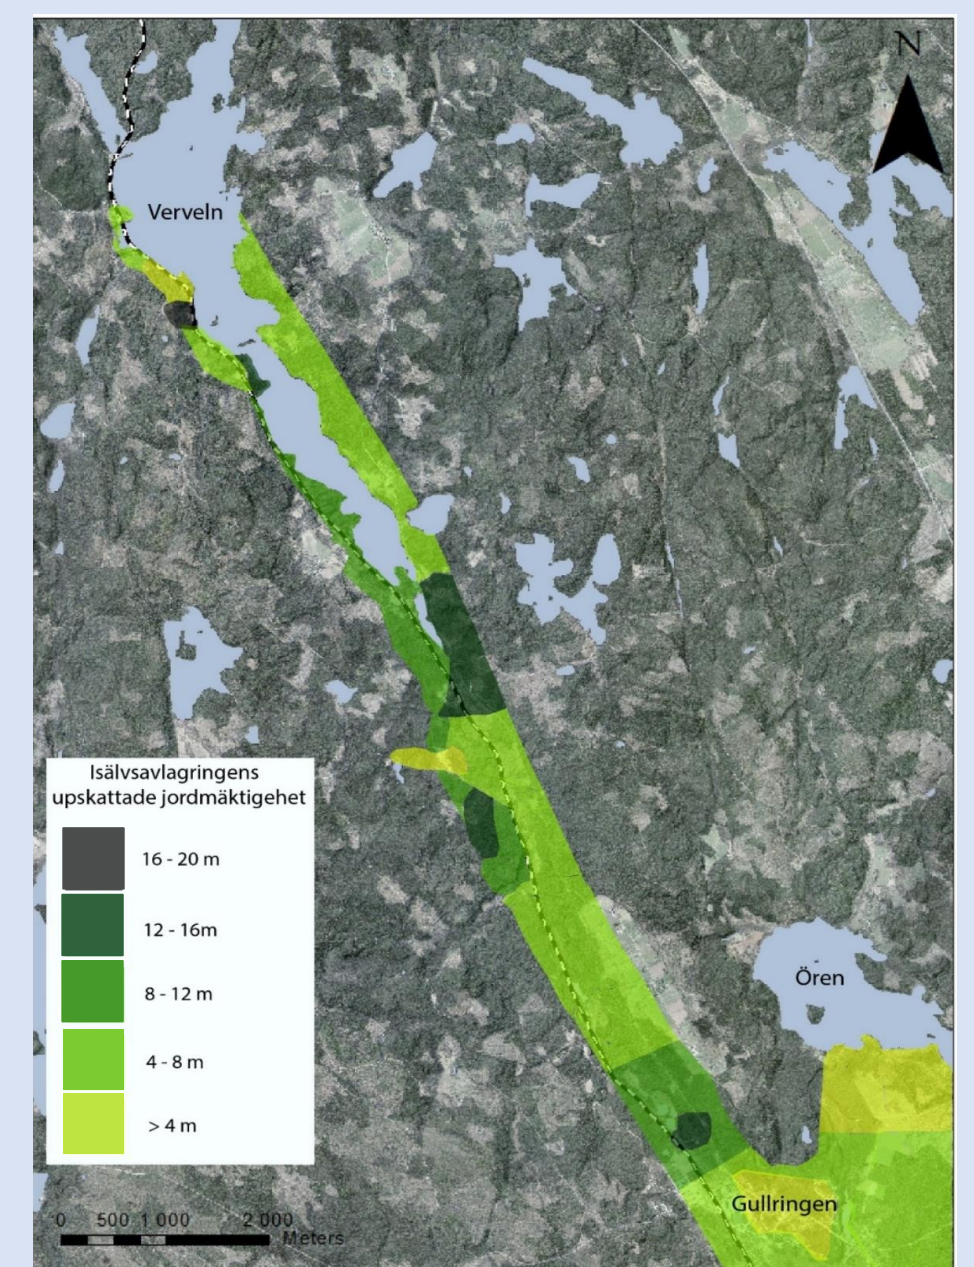 N
Verveln
Isälvsavlagringens
upskattade jordmäktigehet
16 - 20 m
12 - 16m
8 - 12 m
4 - 8 m
> 4 m
Ören
Gullringen
0 500 1 000 2 000
Meters